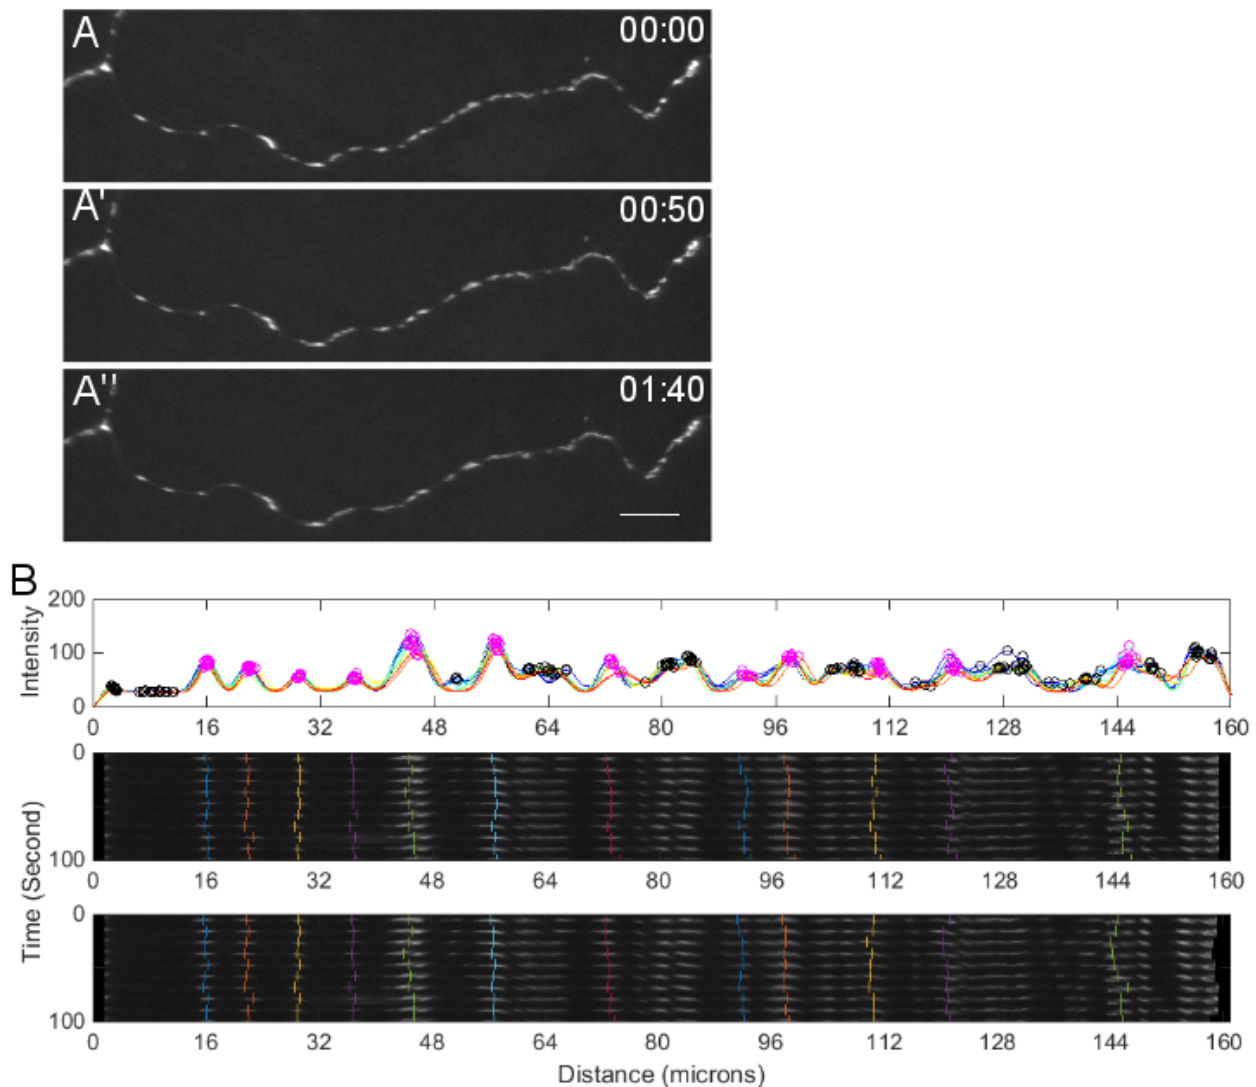 A 00:00
A' 00:50
A'' 01:40
B
200
100
0
Intensity
0 16 32 48 64 80 96 112 128 144 160
0
100
0 16 32 48 64 80 96 112 128 144 160
Time (Second)
0
100
0 16 32 48 64 80 96 112 128 144 160
Distance (microns)